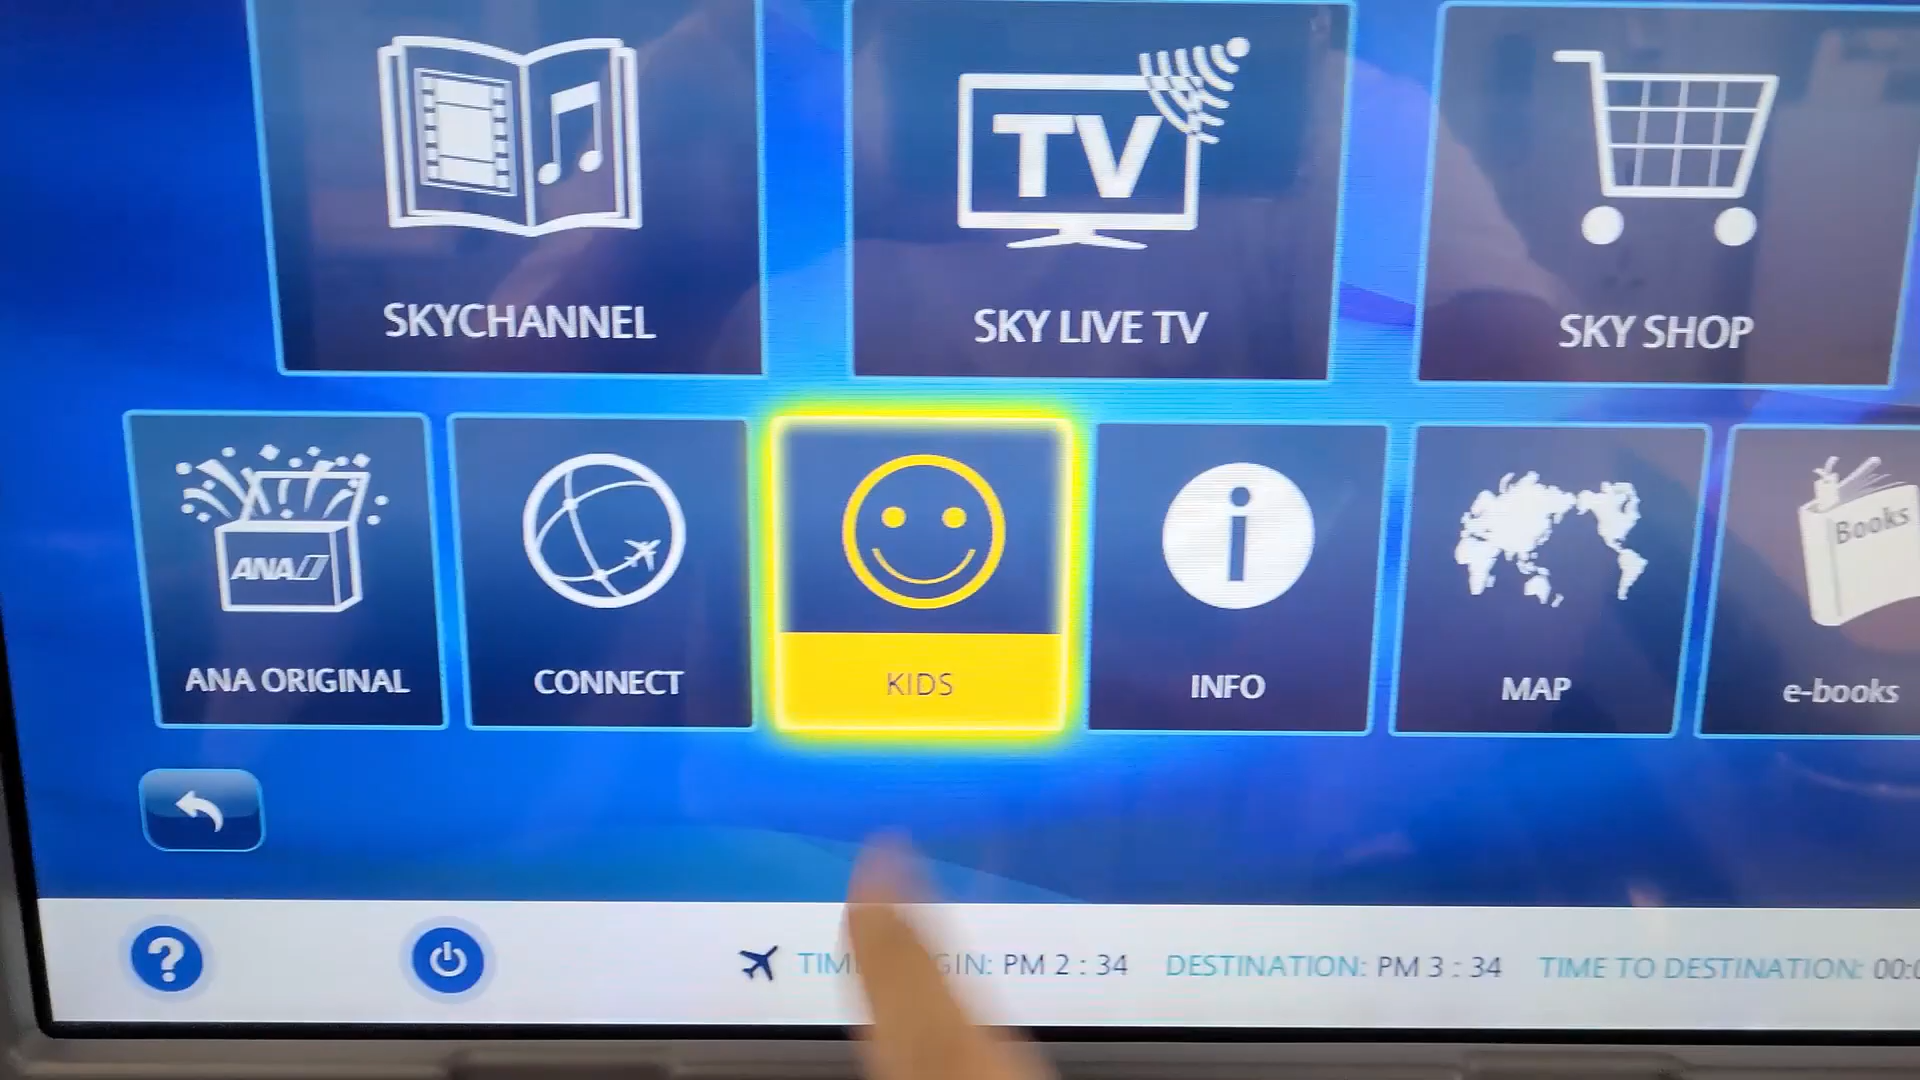 TV
SKYCHANNEL
SKY LIVE TV
SKY SHOP
ANA
Books
ANA ORIGINAL
CONNECT
KIDS
INFO
MAP
e-books
?
PM 2 : 34
DESTINATION: PM 3 : 34
TIME TO DESTINATION: